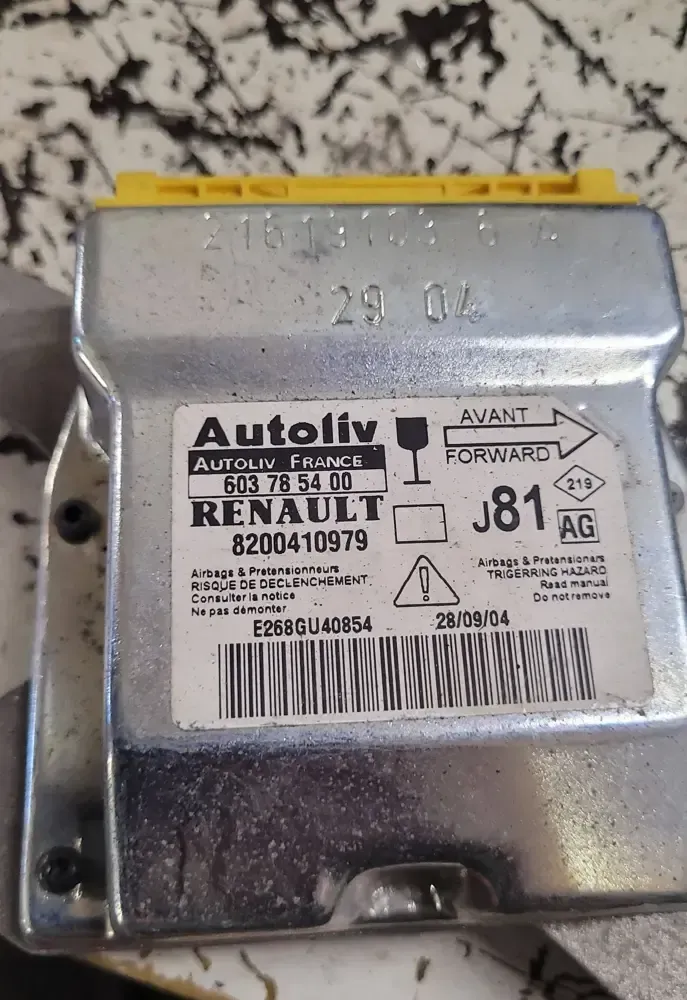 21619103 6 A
29 04
Autoliv
AUTOLIV FRANCE
603 78 54 00
RENAULT
8200410979
AVANT
FORWARD
219
J81
AG
Airbags & Pretensionneurs
RISQUE DE DECLENCHEMENT
Consulter la notice
Ne pas démonter
Airbags & Pretensionars
TRIGERRING HAZARD
Read manual
Do not remove
E268GU40854
28/09/04